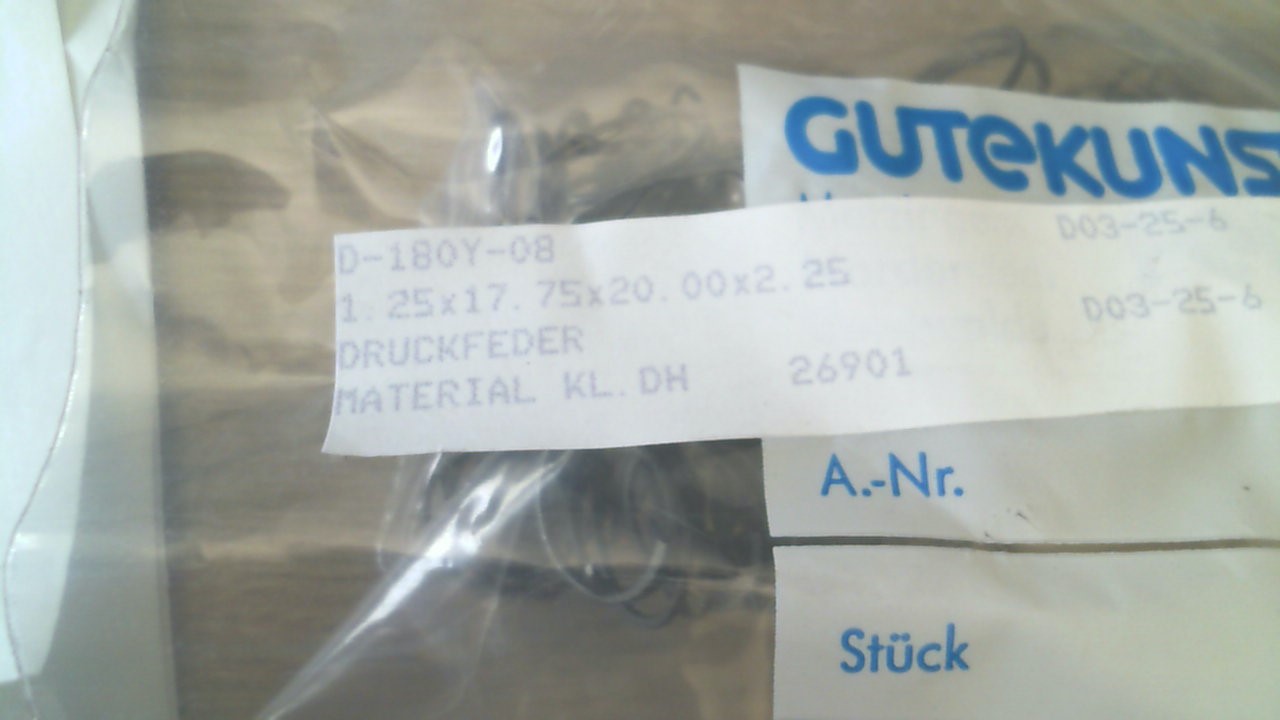 GUTEKUNS
D-180Y-08 D03-25-6
1.25x17.75x20.00x2.25
DRUCKFEDER D03-25-6
MATERIAL KL.DH 26901
A.-Nr.
Stück